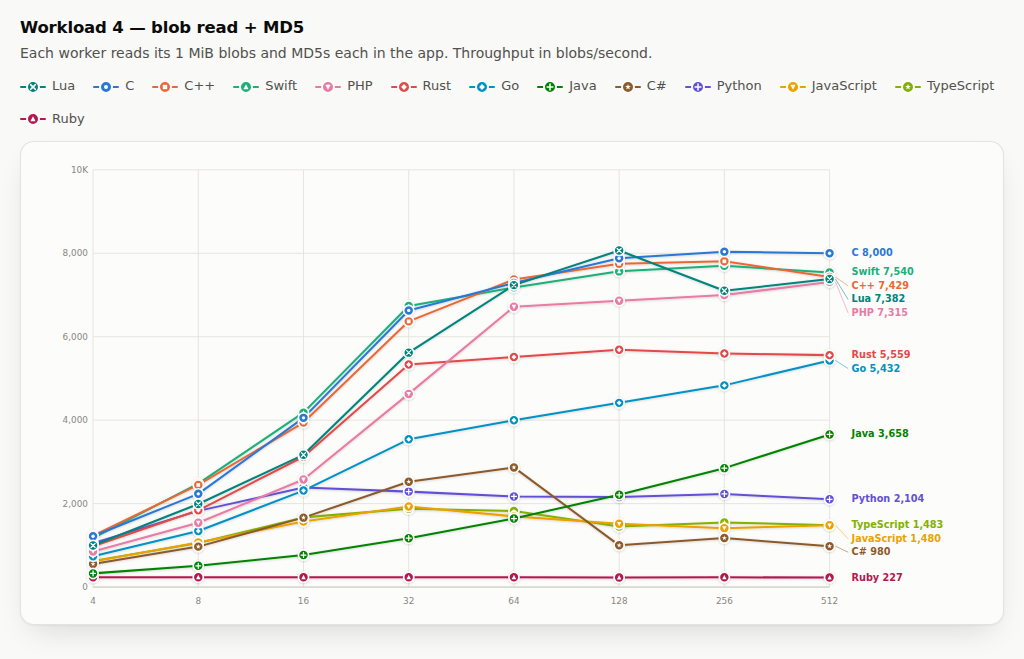 Workload 4 — blob read + MD5
Each worker reads its 1 MiB blobs and MD5s each in the app. Throughput in blobs/second.
Lua C C++ Swift PHP Rust Go Java C# Python JavaScript TypeScript
Ruby
10K
8,000
6,000
4,000
2,000
0
4 8 16 32 64 128 256 512
C 8,000
Swift 7,540
C++ 7,429
Lua 7,382
PHP 7,315
Rust 5,559
Go 5,432
Java 3,658
Python 2,104
TypeScript 1,483
JavaScript 1,480
C# 980
Ruby 227